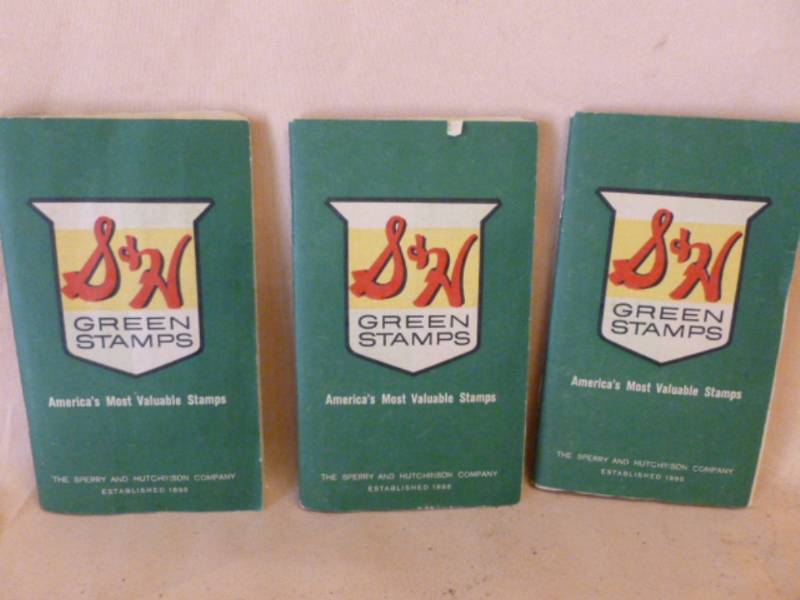 S&H
GREEN
STAMPS
America's Most Valuable Stamps
THE SPERRY AND HUTCHINSON COMPANY
ESTABLISHED 1896
S&H
GREEN
STAMPS
America's Most Valuable Stamps
THE SPERRY AND HUTCHINSON COMPANY
ESTABLISHED 1896
S&H
GREEN
STAMPS
America's Most Valuable Stamps
THE SPERRY AND HUTCHINSON COMPANY
ESTABLISHED 1896